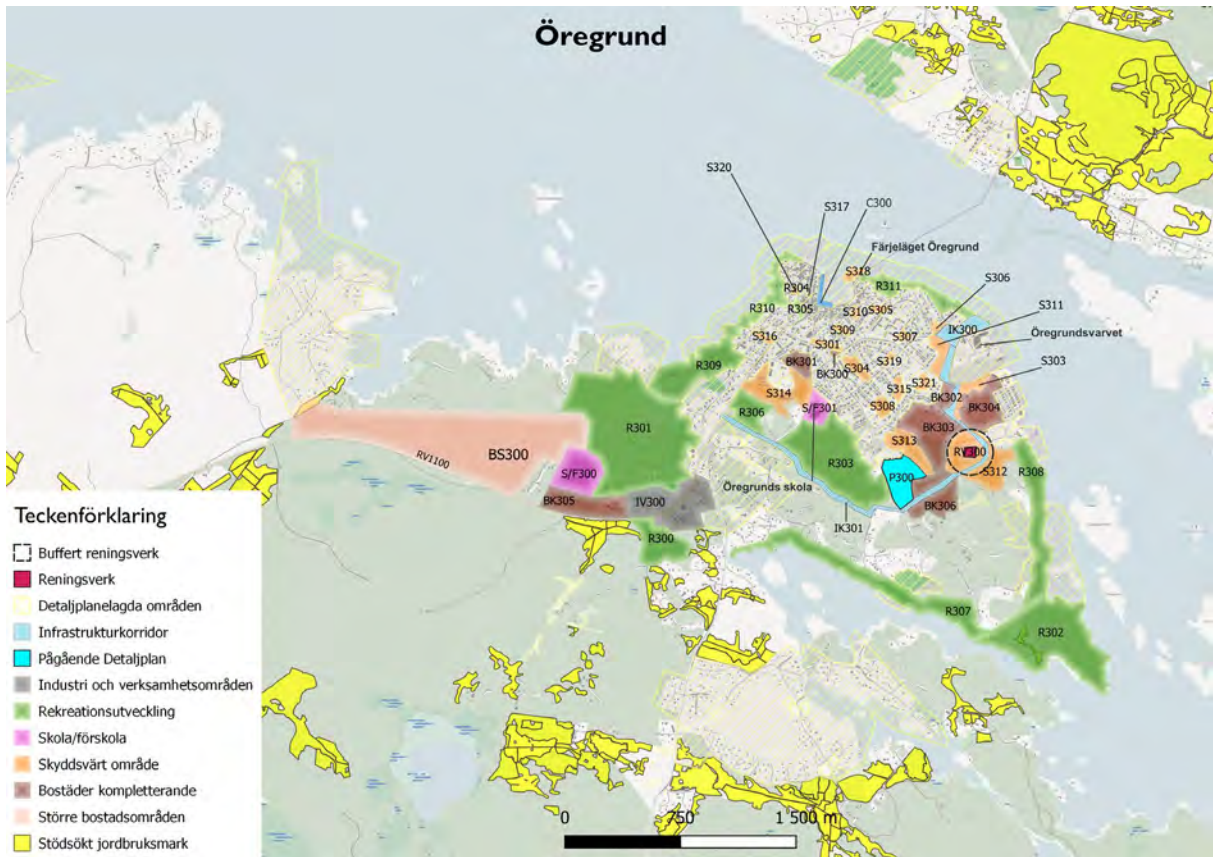 Öregrund
S320
S317
C300
Färjeläget Öregrund
S318
S306
R304
R311
S311
R310
R305
S310
S305
IK300
Öregrundsvarvet
S309
S307
S316
S301
S303
BK301
BK300
S319
R309
S304
S321
S314
S315
BK302
R306
S/F301
S308
BK304
R301
BK303
BS300
S313
RV300
RV1100
R303
S312
R308
S/F300
P300
Öregrunds skola
BK305
IV300
BK306
IK301
R300
R307
R302
Teckenförklaring
Buffert reningsverk
Reningsverk
Detaljplanelagda områden
Infrastrukturkorridor
Pågående Detaljplan
Industri och verksamhetsområden
Rekreationsutveckling
Skola/förskola
Skyddsvärt område
Bostäder kompletterande
Större bostadsområden
Stödsökt jordbruksmark
0 750 1 500 m